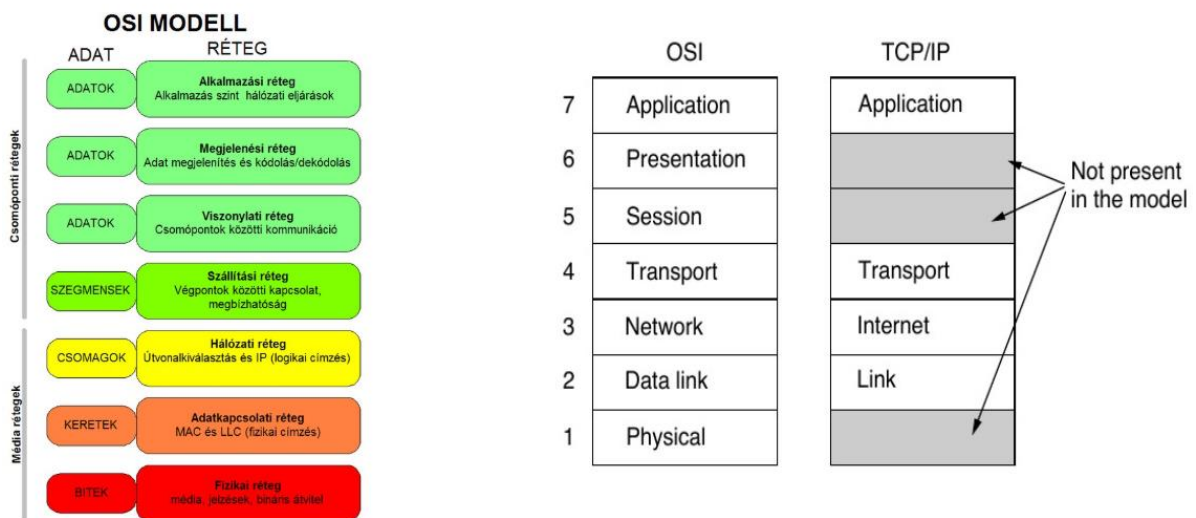 OSI MODELL
ADAT
RÉTEG
Csomóponti rétegek
ADATOK
Alkalmazási réteg
Alkalmazás szint hálózati eljárások
ADATOK
Megjelenési réteg
Adat megjelenítés és kódolás/dekódolás
ADATOK
Viszonylati réteg
Csomópontok közötti kommunikáció
SZEGMENSEK
Szállítási réteg
Végpontok közötti kapcsolat,
megbízhatóság
Média rétegek
CSOMAGOK
Hálózati réteg
Útvonalkiválasztás és IP (logikai címzés)
KERETEK
Adatkapcsolati réteg
MAC és LLC (fizikai címzés)
BITEK
Fizikai réteg
média, jelzések, bináris átvitel
OSI
TCP/IP
7
Application
Application
6
Presentation
5
Session
4
Transport
Transport
3
Network
Internet
2
Data link
Link
1
Physical
Not present
in the model